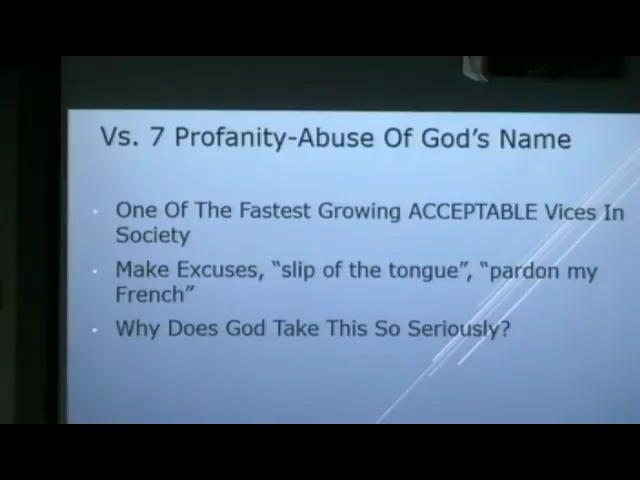 Vs. 7 Profanity-Abuse Of God’s Name
One Of The Fastest Growing ACCEPTABLE Vices In
Society
Make Excuses, “slip of the tongue”, “pardon my
French”
Why Does God Take This So Seriously?